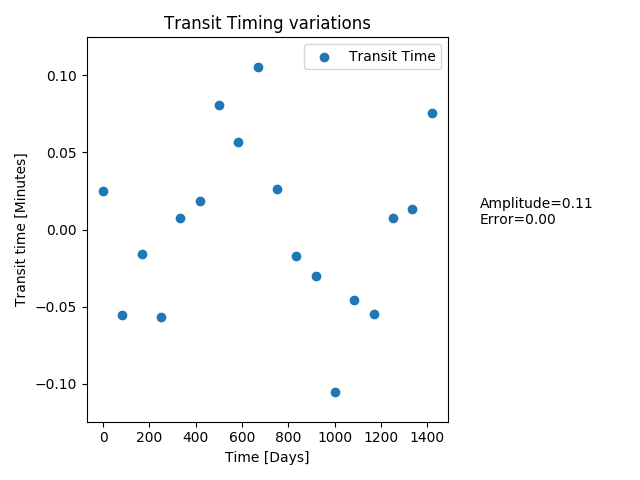 Transit Timing variations
Transit Time
0.10
0.05
0.00
−0.05
−0.10
Transit time [Minutes]
Amplitude=0.11
Error=0.00
0 200 400 600 800 1000 1200 1400
Time [Days]